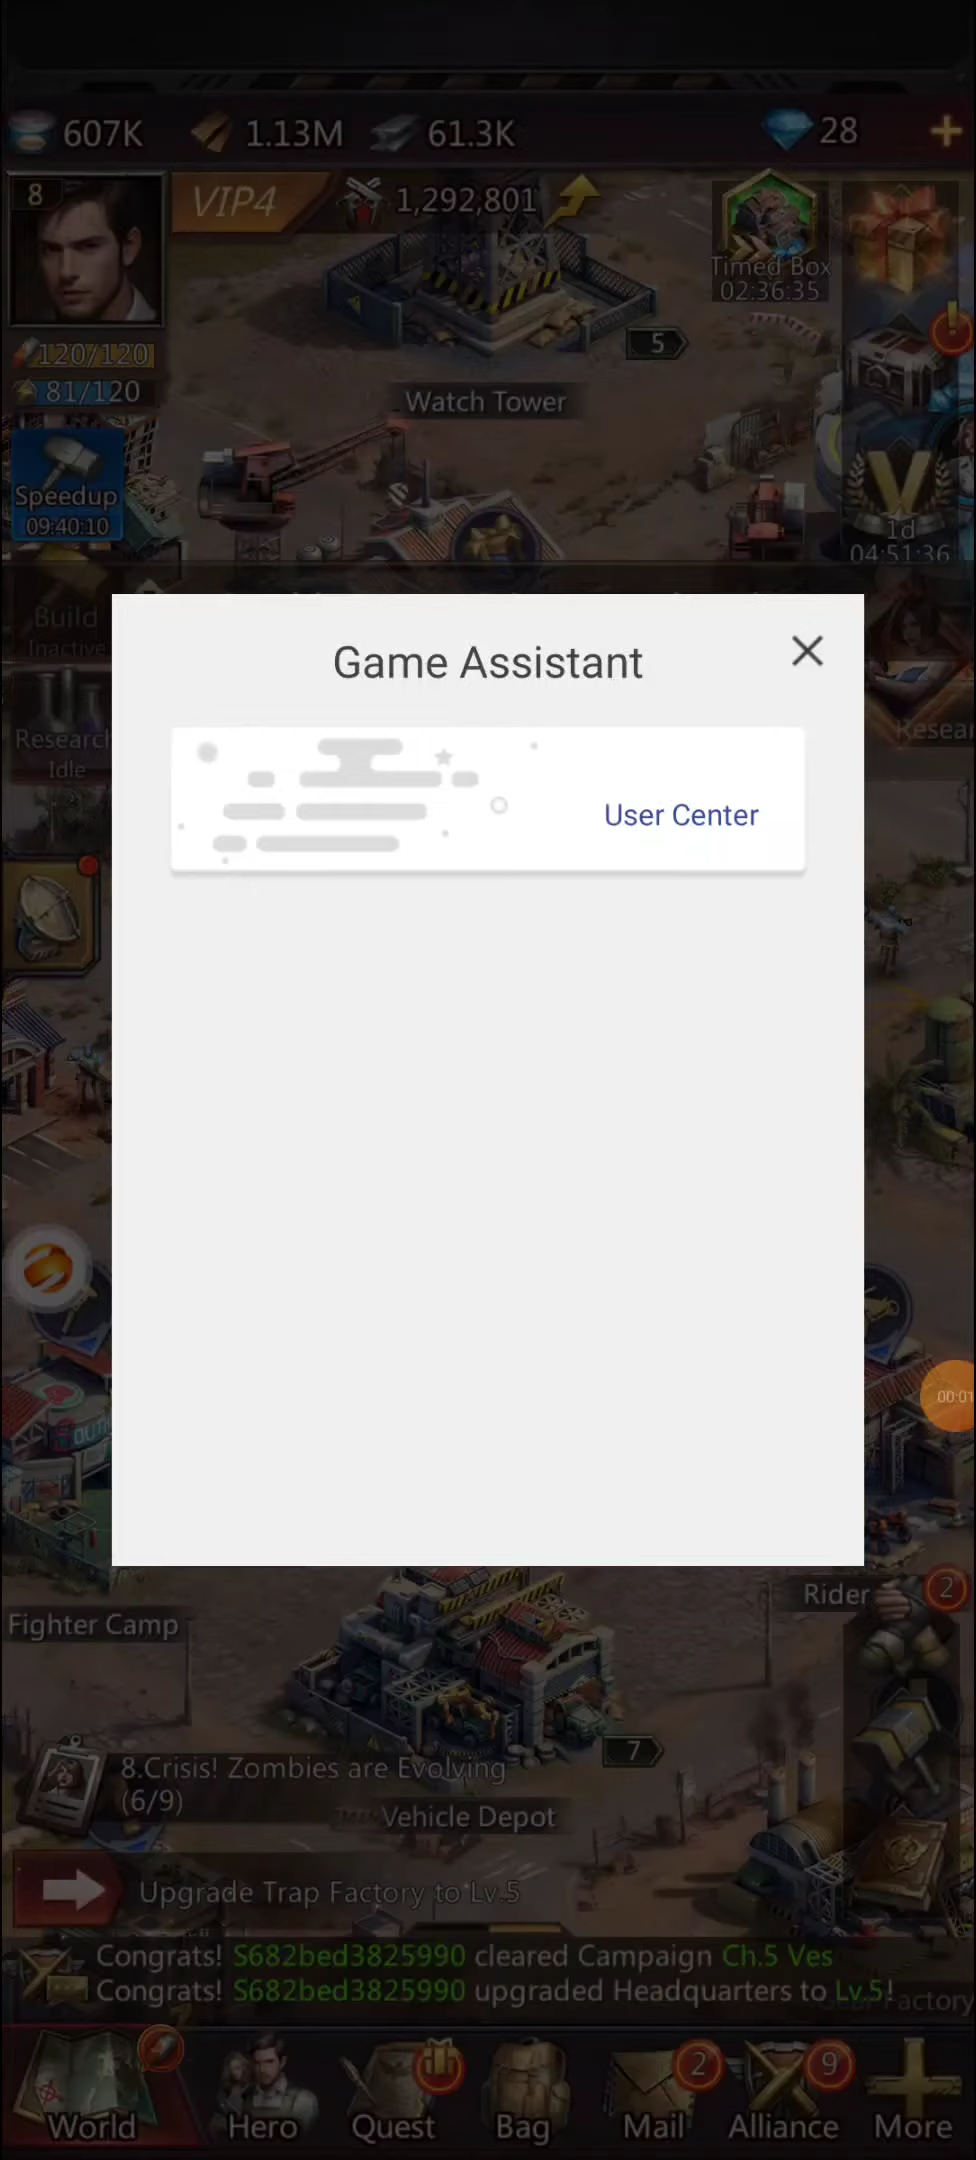 607K
1.13M
61.3K
28
8
VIP4
1,292,801
Timed Box
02:36:35
120/120
81/120
5
Watch Tower
Speedup
09:40:10
1d
04:51:36
Build
Inactive
Game Assistant
Research
Idle
User Center
00:01
Rider
2
Fighter Camp
7
8.Crisis! Zombies are Evolving
(6/9)
Vehicle Depot
Upgrade Trap Factory to Lv.5
Congrats! S682bed3825990 cleared Campaign Ch.5 Ves
Congrats! S682bed3825990 upgraded Headquarters to Lv.5!
Gear Factory
2
9
World
Hero
Quest
Bag
Mail
Alliance
More